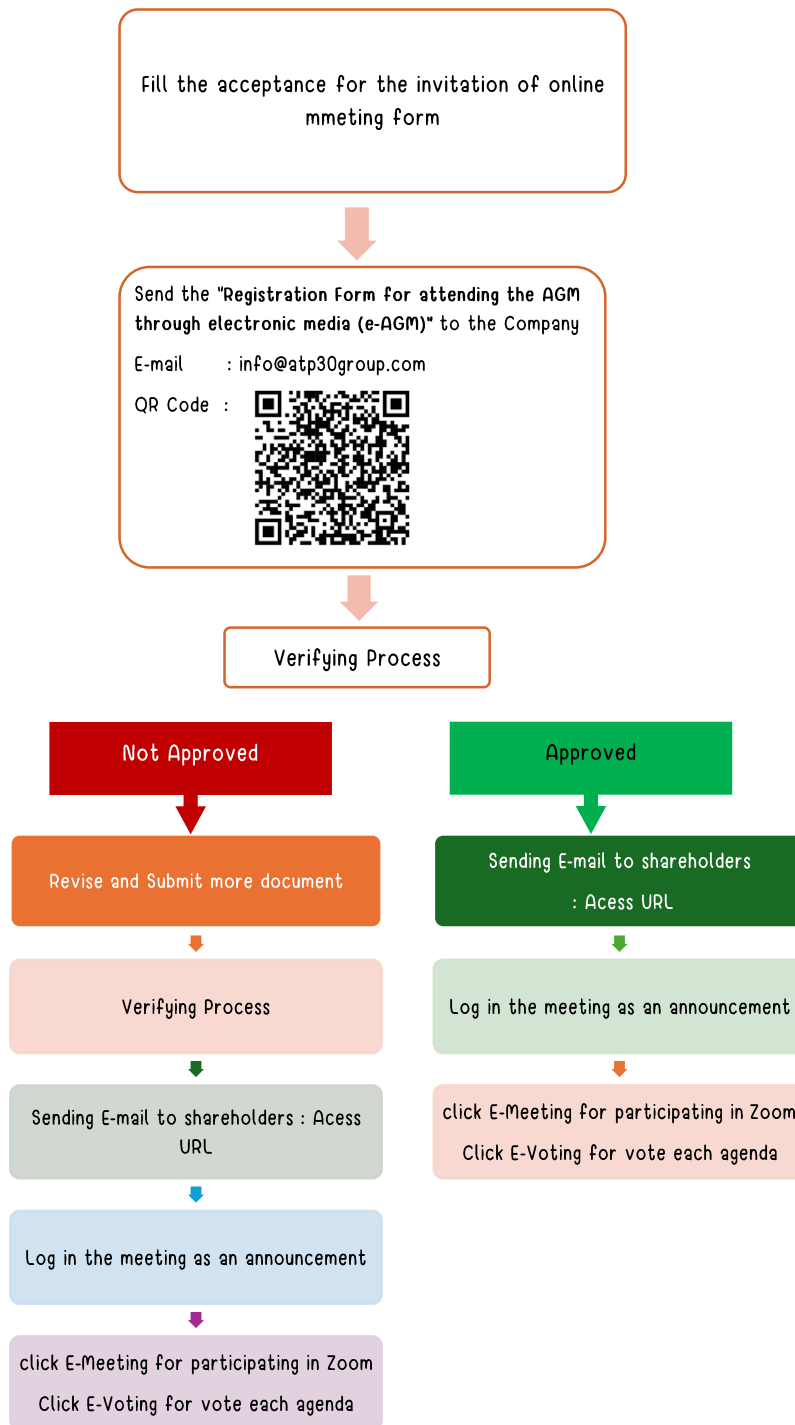 Fill the acceptance for the invitation of online
mmeting form
Send the "Registration Form for attending the AGM
through electronic media (e-AGM)" to the Company
E-mail : info@atp30group.com
QR Code :
Verifying Process
Not Approved
Revise and Submit more document
Verifying Process
Sending E-mail to shareholders : Acess
URL
Log in the meeting as an announcement
click E-Meeting for participating in Zoom
Click E-Voting for vote each agenda
Approved
Sending E-mail to shareholders
: Acess URL
Log in the meeting as an announcement
click E-Meeting for participating in Zoom
Click E-Voting for vote each agenda